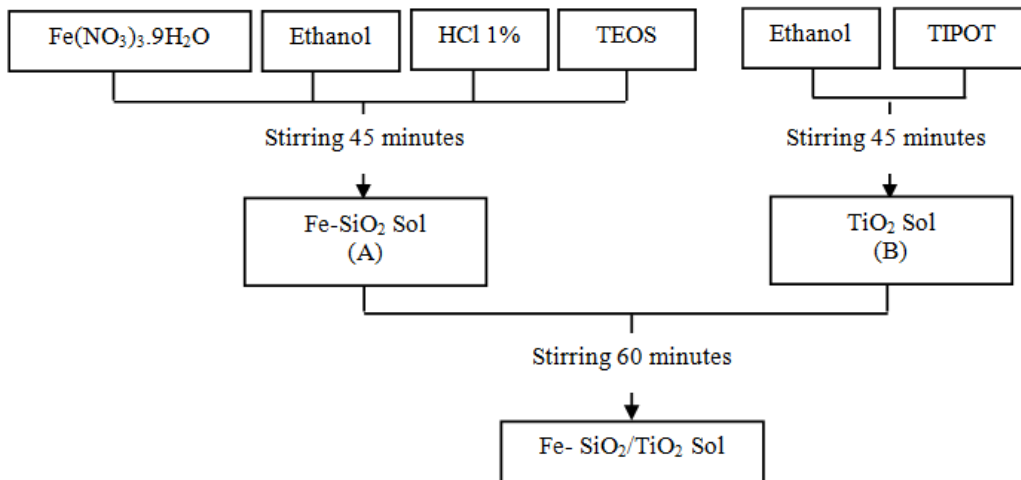 Fe(NO₃)₃.9H₂O
Ethanol
HCl 1%
TEOS
Ethanol
TIPOT
Stirring 45 minutes
Stirring 45 minutes
Fe-SiO₂ Sol
(A)
TiO₂ Sol
(B)
Stirring 60 minutes
Fe- SiO₂/TiO₂ Sol